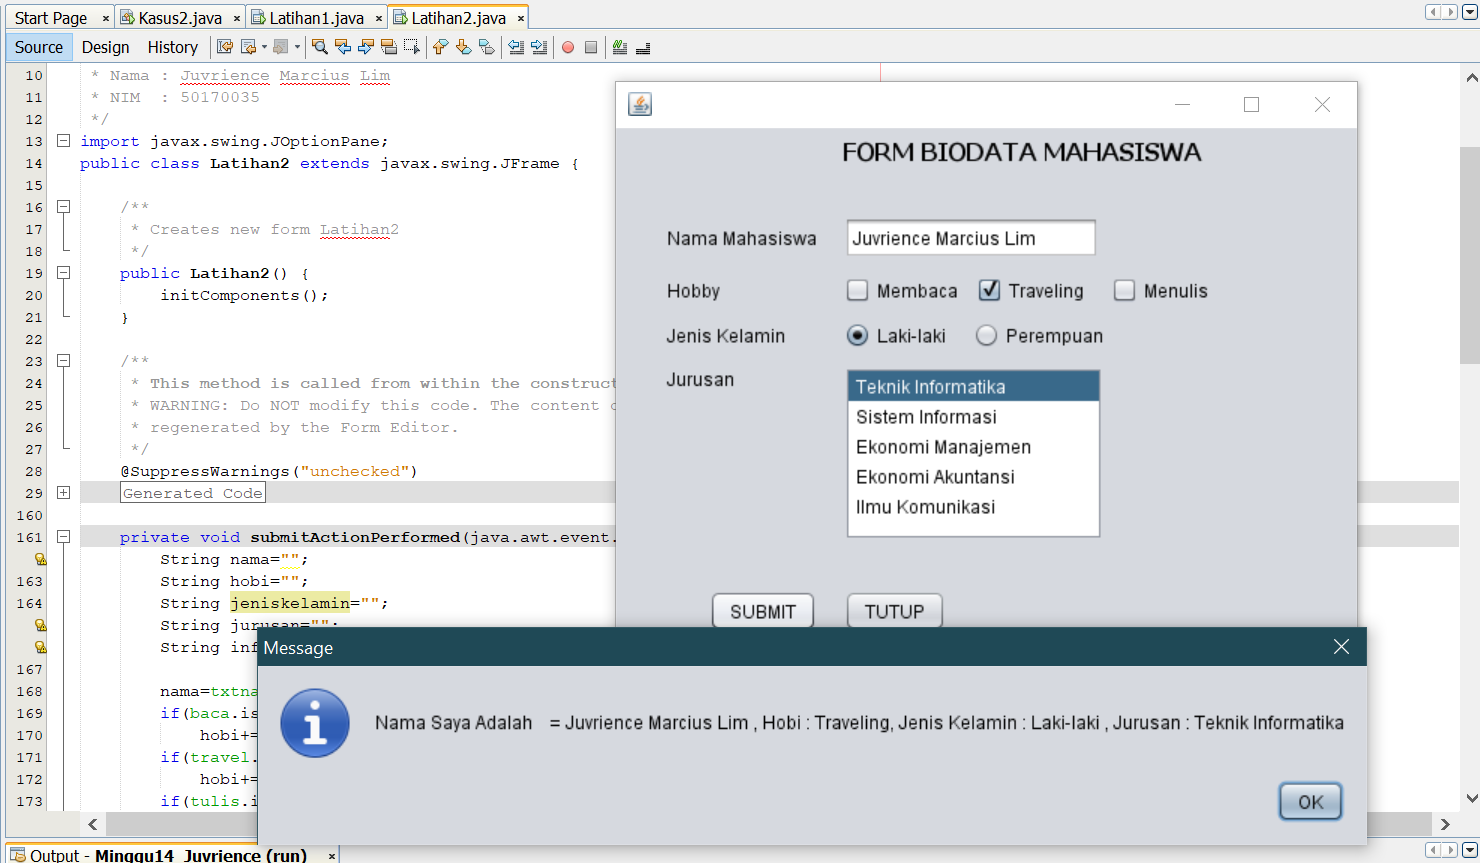 Start Page
Kasus2.java
Latihan1.java
Latihan2.java
Source Design History
10 * Nama : Juvrience Marcius Lim
11 * NIM : 50170035
12 */
13 import javax.swing.JOptionPane;
14 public class Latihan2 extends javax.swing.JFrame {
15
16 /**
17 * Creates new form Latihan2
18 */
19 public Latihan2() {
20 initComponents();
21 }
22
23 /**
24 * This method is called from within the construct
25 * WARNING: Do NOT modify this code. The content
26 * regenerated by the Form Editor.
27 */
28 @SuppressWarnings("unchecked")
29 Generated Code
160
161 private void submitActionPerformed(java.awt.event.
String nama="";
163 String hobi="";
164 String jeniskelamin="";
String jurusan="";
String inf
167
168 nama=txtna
169 if(baca.is
170 hobi+=
171 if(travel.
172 hobi+=
173 if(tulis.i
Output - Minggu14_Juvrience (run)
FORM BIODATA MAHASISWA
Nama Mahasiswa Juvrience Marcius Lim
Hobby Membaca Traveling Menulis
Jenis Kelamin Laki-laki Perempuan
Jurusan Teknik Informatika
Sistem Informasi
Ekonomi Manajemen
Ekonomi Akuntansi
Ilmu Komunikasi
SUBMIT TUTUP
Message
Nama Saya Adalah = Juvrience Marcius Lim , Hobi : Traveling, Jenis Kelamin : Laki-laki , Jurusan : Teknik Informatika
OK